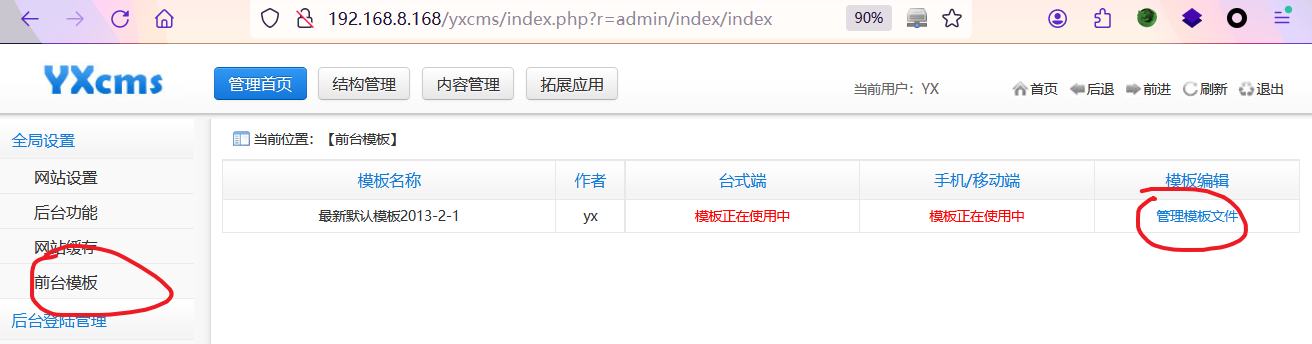 192.168.8.168/yxcms/index.php?r=admin/index/index 90%
YXcms 管理首页 结构管理 内容管理 拓展应用 当前用户：YX 首页 后退 前进 刷新 退出
全局设置 当前位置：【前台模板】
模板名称 作者 台式端 手机/移动端 模板编辑
网站设置
最新默认模板2013-2-1 yx 模板正在使用中 模板正在使用中 管理模板文件
后台功能
网站缓存
前台模板
后台登陆管理